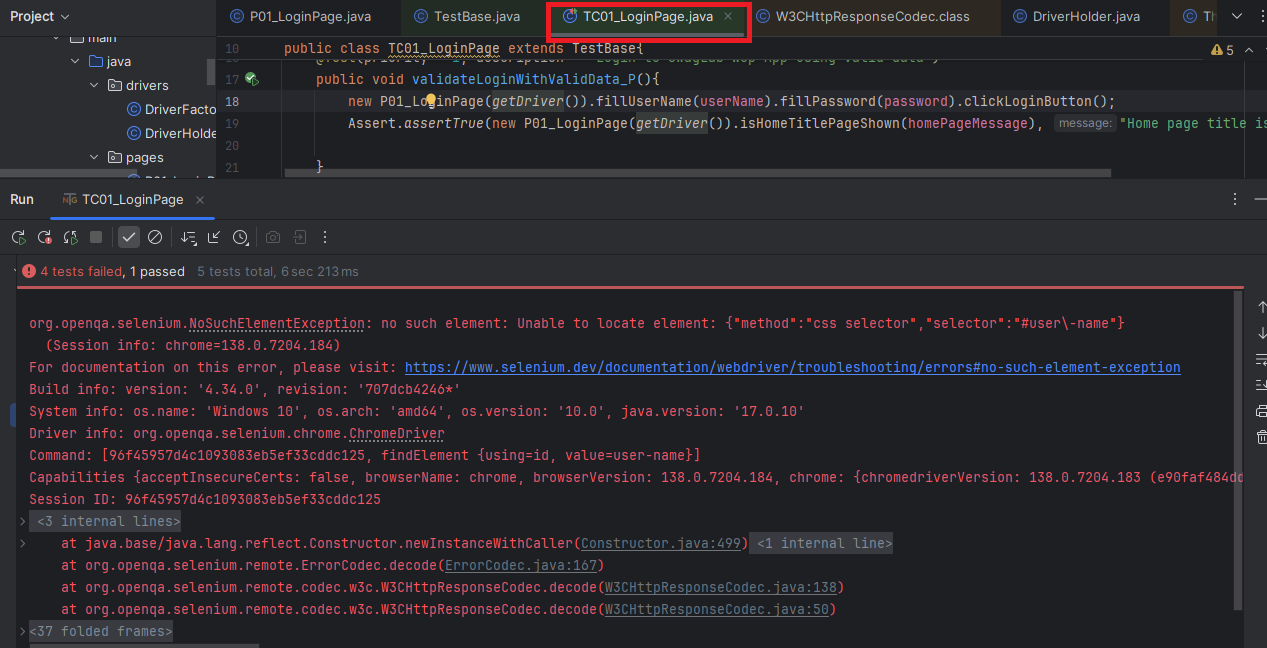 Project
P01_LoginPage.java
TestBase.java
TC01_LoginPage.java
W3CHttpResponseCodec.class
DriverHolder.java
main
java
drivers
DriverFacto
DriverHolde
pages
5
10 public class TC01_LoginPage extends TestBase{
17 public void validateLoginWithValidData_P(){
18 new P01_LoginPage(getDriver()).fillUserName(userName).fillPassword(password).clickLoginButton();
19 Assert.assertTrue(new P01_LoginPage(getDriver()).isHomeTitlePageShown(homePageMessage), message: "Home page title is
20
21 }
Run
TC01_LoginPage
4 tests failed, 1 passed 5 tests total, 6 sec 213 ms
org.openqa.selenium.NoSuchElementException: no such element: Unable to locate element: {"method":"css selector","selector":"#user\-name"}
(Session info: chrome=138.0.7204.184)
For documentation on this error, please visit: https://www.selenium.dev/documentation/webdriver/troubleshooting/errors#no-such-element-exception
Build info: version: '4.34.0', revision: '707dcb4246*'
System info: os.name: 'Windows 10', os.arch: 'amd64', os.version: '10.0', java.version: '17.0.10'
Driver info: org.openqa.selenium.chrome.ChromeDriver
Command: [96f45957d4c1093083eb5ef33cddc125, findElement {using=id, value=user-name}]
Capabilities {acceptInsecureCerts: false, browserName: chrome, browserVersion: 138.0.7204.184, chrome: {chromedriverVersion: 138.0.7204.183 (e90faf484dd
Session ID: 96f45957d4c1093083eb5ef33cddc125
<3 internal lines>
at java.base/java.lang.reflect.Constructor.newInstanceWithCaller(Constructor.java:499) <1 internal line>
at org.openqa.selenium.remote.ErrorCodec.decode(ErrorCodec.java:167)
at org.openqa.selenium.remote.codec.w3c.W3CHttpResponseCodec.decode(W3CHttpResponseCodec.java:138)
at org.openqa.selenium.remote.codec.w3c.W3CHttpResponseCodec.decode(W3CHttpResponseCodec.java:50)
<37 folded frames>